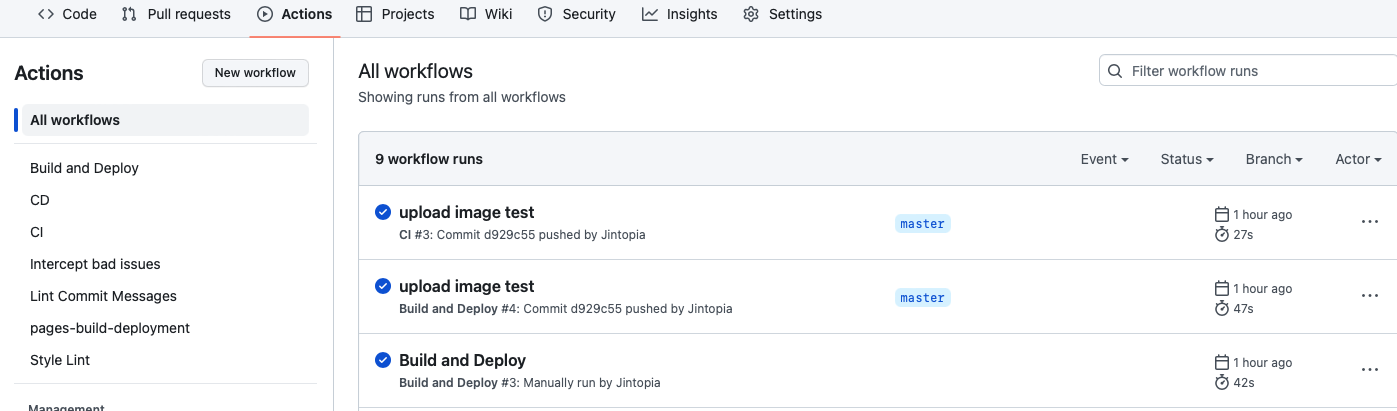 Code Pull requests Actions Projects Wiki Security Insights Settings
Actions
New workflow
All workflows
Build and Deploy
CD
CI
Intercept bad issues
Lint Commit Messages
pages-build-deployment
Style Lint
Management
All workflows
Showing runs from all workflows
Filter workflow runs
9 workflow runs
Event Status Branch Actor
upload image test
CI #3: Commit d929c55 pushed by Jintopia
master
1 hour ago
27s
upload image test
Build and Deploy #4: Commit d929c55 pushed by Jintopia
master
1 hour ago
47s
Build and Deploy
Build and Deploy #3: Manually run by Jintopia
1 hour ago
42s